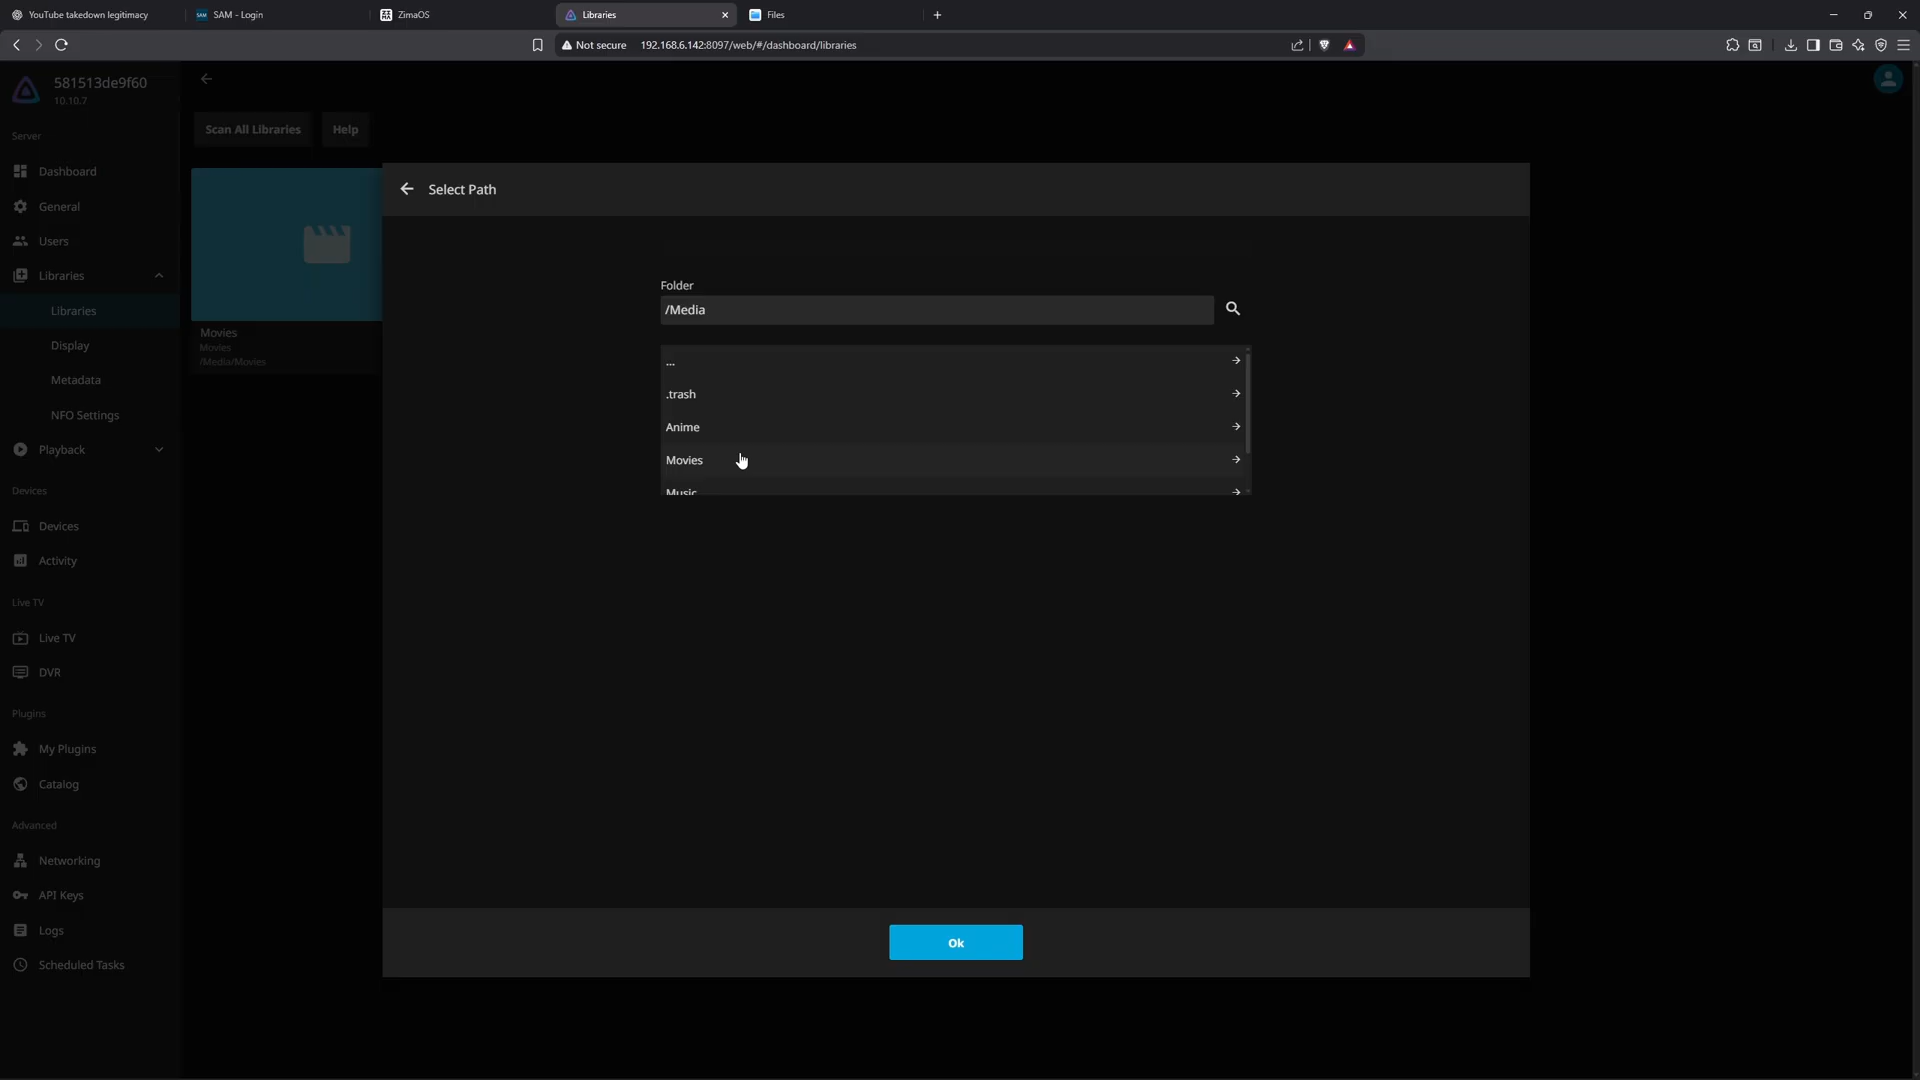 YouTube takedown legitimacy
SAM - Login
ZimaOS
Libraries
Files
Not secure
192.168.6.142:8097/web/#/dashboard/libraries
581513de9f60
10.10.7
Scan All Libraries
Help
Server
Dashboard
General
Users
Libraries
Libraries
Display
Metadata
NFO Settings
Playback
Devices
Devices
Activity
Live TV
Live TV
DVR
Plugins
My Plugins
Catalog
Advanced
Networking
API Keys
Logs
Scheduled Tasks
Movies
Movies
/Media/Movies
Select Path
Folder
/Media
...
.trash
Anime
Movies
Music
Ok